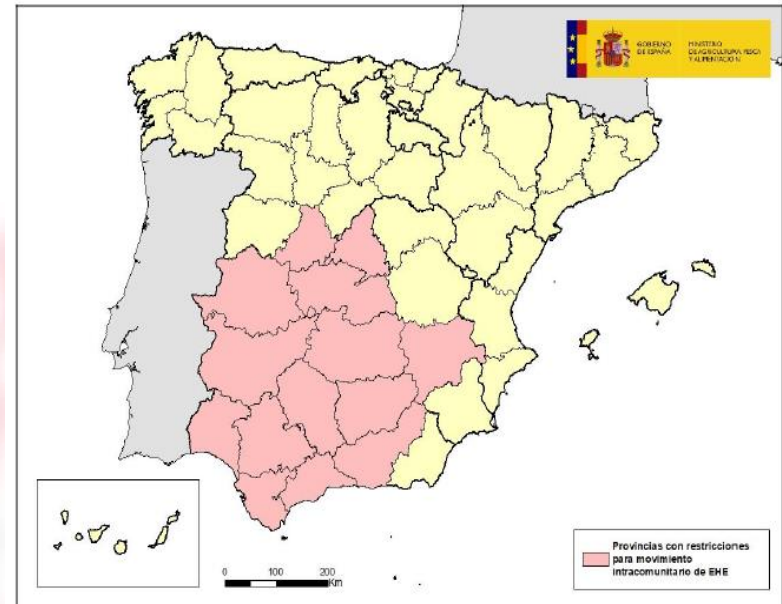 GOBIERNO
DE ESPAÑA
MINISTERIO
DE AGRICULTURA, PESCA
Y ALIMENTACIÓN
0
50
100
200
Km
Provincias con restricciones
para movimiento
intracomunitario de EHE